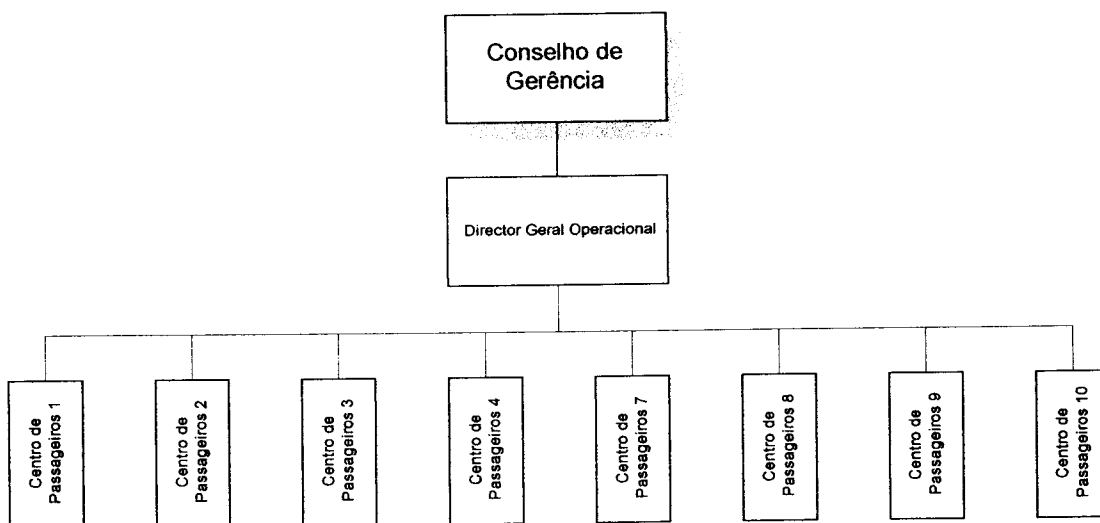 Conselho de
Gerência
Director Geral Operacional
Centro de
Passageiros 1
Centro de
Passageiros 2
Centro de
Passageiros 3
Centro de
Passageiros 4
Centro de
Passageiros 7
Centro de
Passageiros 8
Centro de
Passageiros 9
Centro de
Passageiros 10